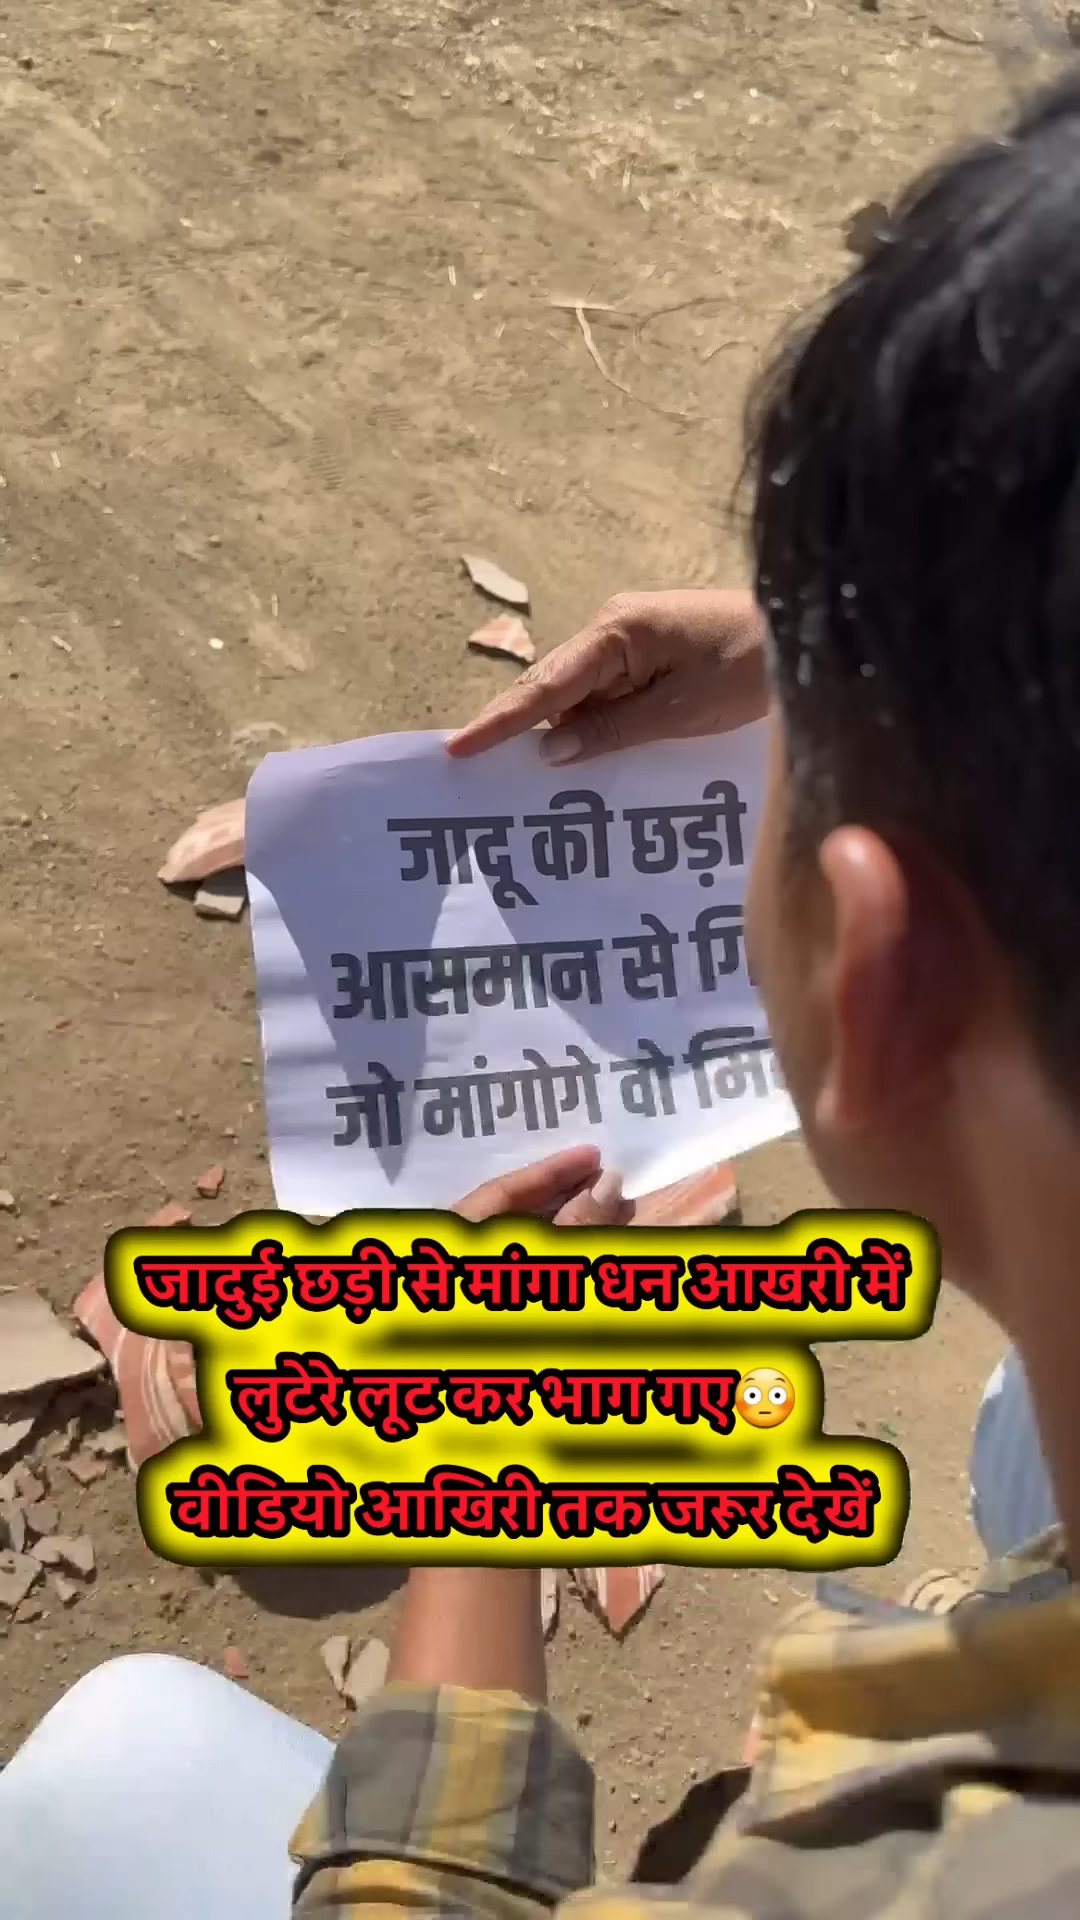 जादू की छड़ी
आसमान से
जो मांगोगे वो
जादुई छड़ी से मांगा धन आखरी में
लुटेरे लूट कर भाग गए😳
वीडियो आखिरी तक जरूर देखें